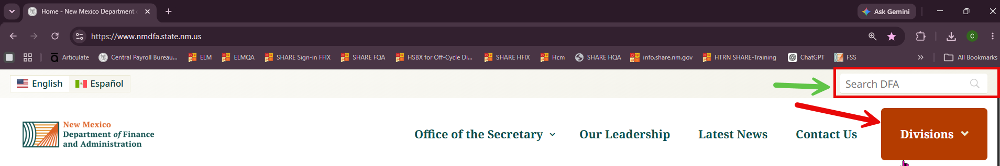 Home - New Mexico Department
Ask Gemini
https://www.nmdfa.state.nm.us
C
Articulate
Central Payroll Bureau...
ELM
ELMQA
SHARE Sign-in FFIX
SHARE FQA
HSBX for Off-Cycle Di...
SHARE HFIX
Hcm
SHARE HQA
info.share.nm.gov
HTRN SHARE-Training
ChatGPT
FSS
All Bookmarks
English
Español
Search DFA
New Mexico
Department of Finance
and Administration
Office of the Secretary
Our Leadership
Latest News
Contact Us
Divisions